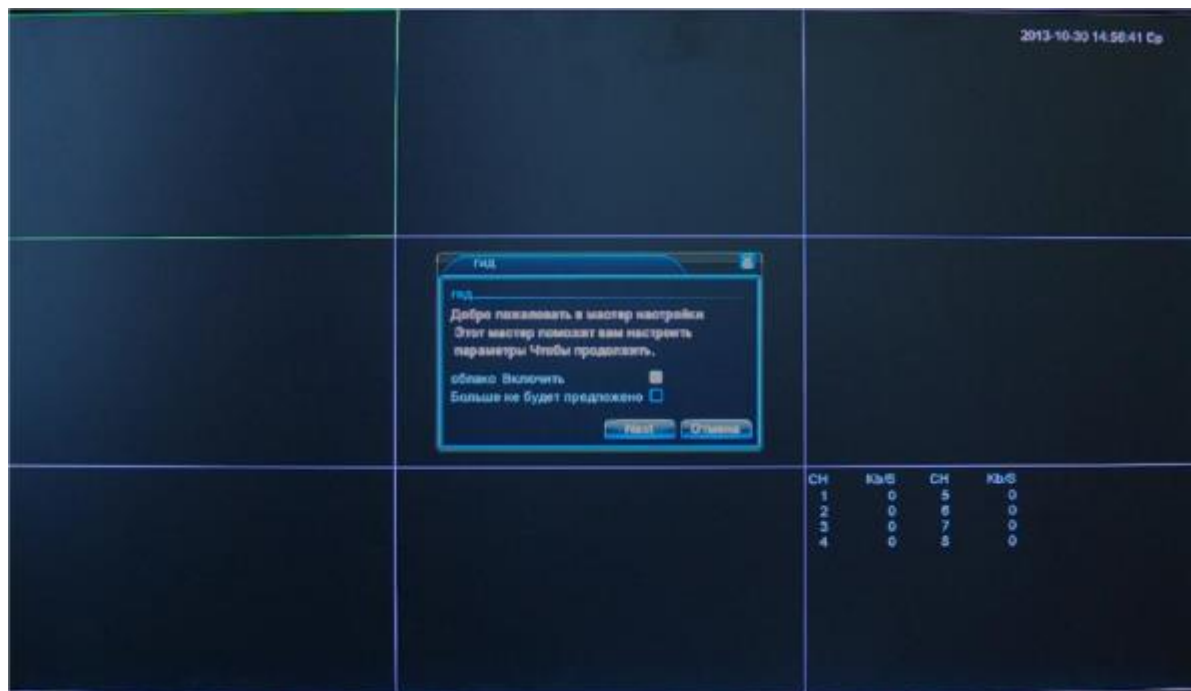 2013-10-30 14:56:41 Ср
гид
гид
Добро пожаловать в мастер настройки
Этот мастер поможет вам настроить
параметры Чтобы продолжить.
облако Включить
Больше не будет предложено
Next Отмена
CH Kb/S CH Kb/S
1 0 5 0
2 0 6 0
3 0 7 0
4 0 8 0